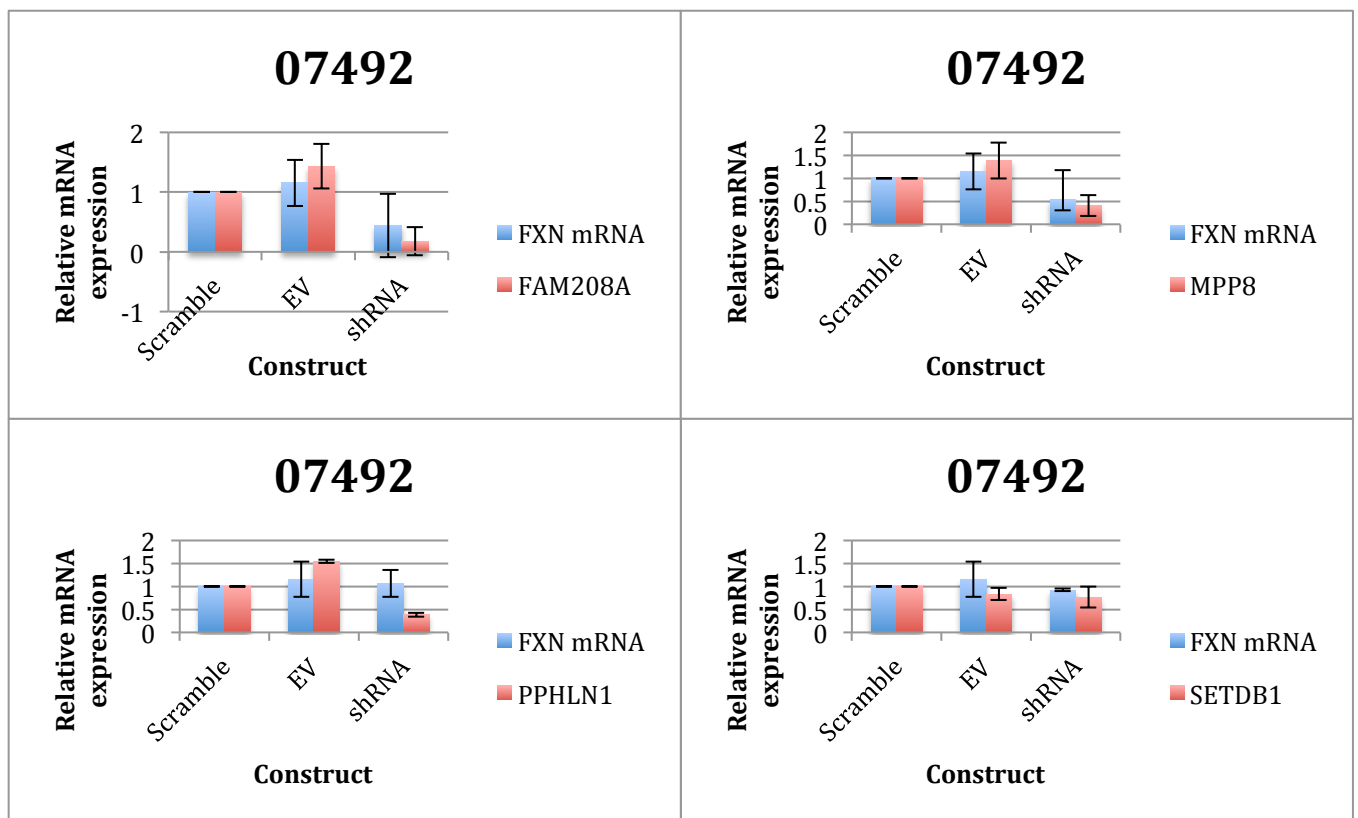 07492
Relative mRNA
expression
2
1
0
-1
Scramble
EV
shRNA
Construct
FXN mRNA
FAM208A
07492
Relative mRNA
expression
2
1.5
1
0.5
0
Scramble
EV
shRNA
Construct
FXN mRNA
MPP8
07492
Relative mRNA
expression
2
1.5
1
0.5
0
Scramble
EV
shRNA
Construct
FXN mRNA
PPHLN1
07492
Relative mRNA
expression
2
1.5
1
0.5
0
Scramble
EV
shRNA
Construct
FXN mRNA
SETDB1